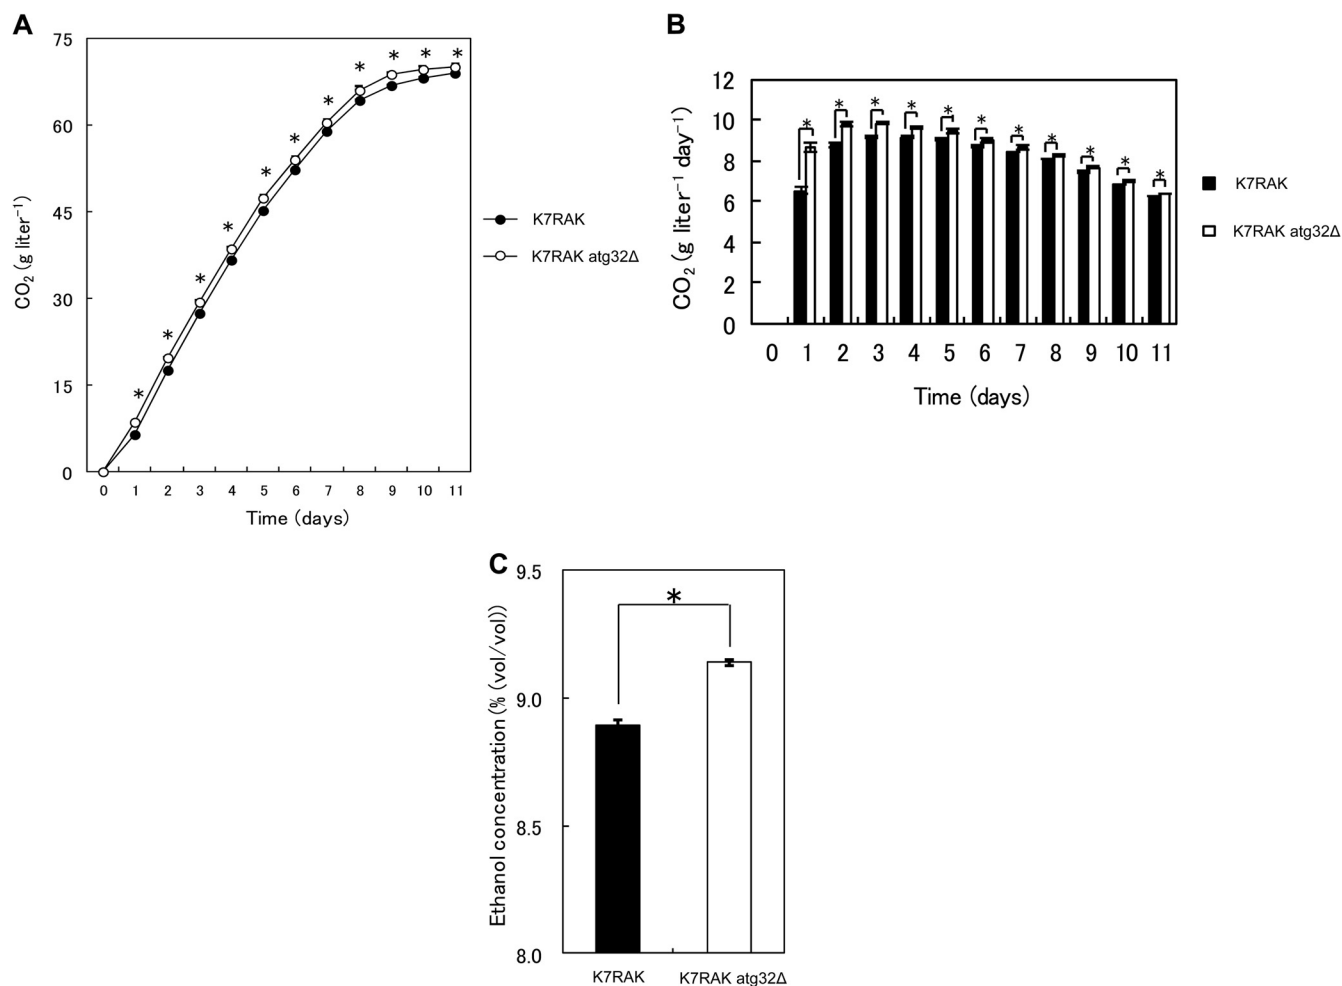 A
75
60
45
30
15
0
CO₂ (g liter⁻¹)
* * * * * * * * * * *
0 1 2 3 4 5 6 7 8 9 10 11
Time (days)
K7RAK
K7RAK atg32Δ
B
12
10
8
6
4
2
0
CO₂ (g liter⁻¹ day⁻¹)
* * * * * * * * * * *
0 1 2 3 4 5 6 7 8 9 10 11
Time (days)
K7RAK
K7RAK atg32Δ
C
9.5
9.0
8.5
8.0
Ethanol concentration (% (vol/vol))
*
K7RAK K7RAK atg32Δ